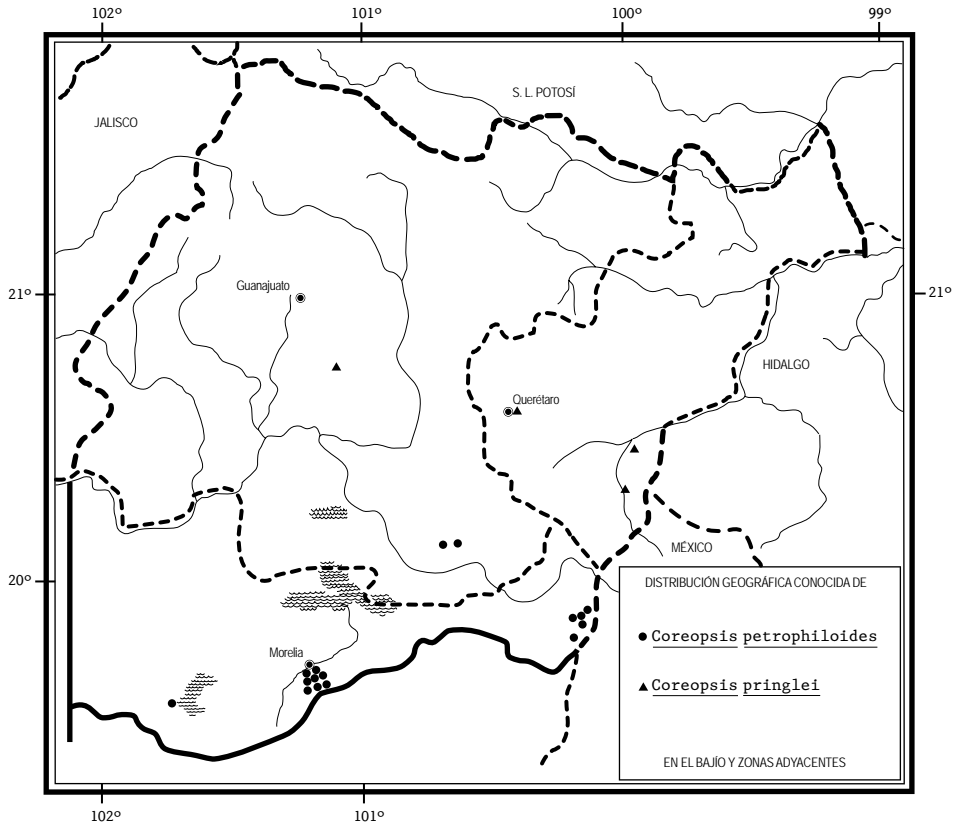 102º 101º 100º 99º
S. L. POTOSÍ
JALISCO
Guanajuato
21º 21º
HIDALGO
Querétaro
MÉXICO
20º
DISTRIBUCIÓN GEOGRÁFICA CONOCIDA DE
Coreopsis petrophiloides
Morelia
Coreopsis pringlei
EN EL BAJÍO Y ZONAS ADYACENTES
102º 101º